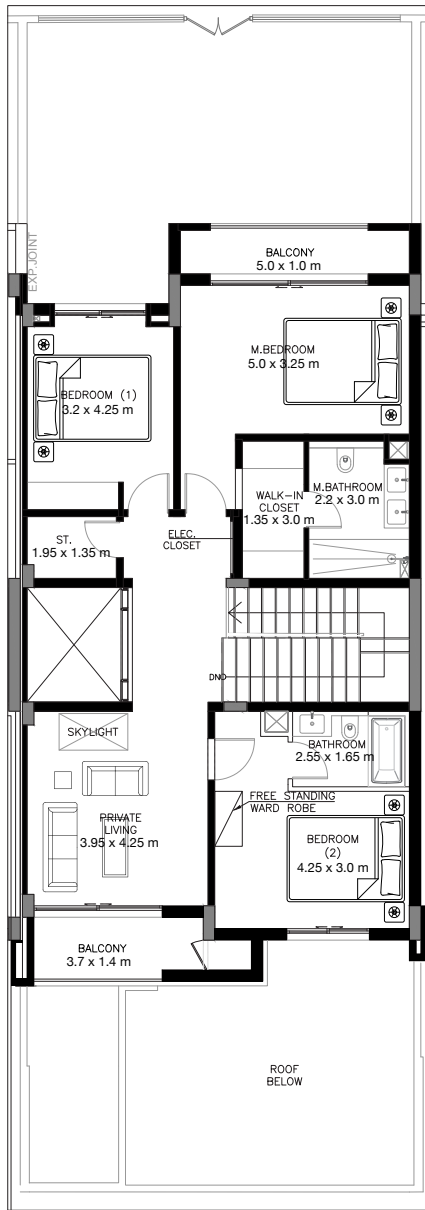 EXP.JOINT
BALCONY
5.0 x 1.0 m
M.BEDROOM
5.0 x 3.25 m
BEDROOM (1)
3.2 x 4.25 m
M.BATHROOM
2.2 x 3.0 m
WALK-IN
CLOSET
1.35 x 3.0 m
ELEC.
CLOSET
ST.
1.95 x 1.35 m
DN
SKYLIGHT
BATHROOM
2.55 x 1.65 m
FREE STANDING
WARD ROBE
PRIVATE
LIVING
3.95 x 4.25 m
BEDROOM
(2)
4.25 x 3.0 m
BALCONY
3.7 x 1.4 m
ROOF
BELOW